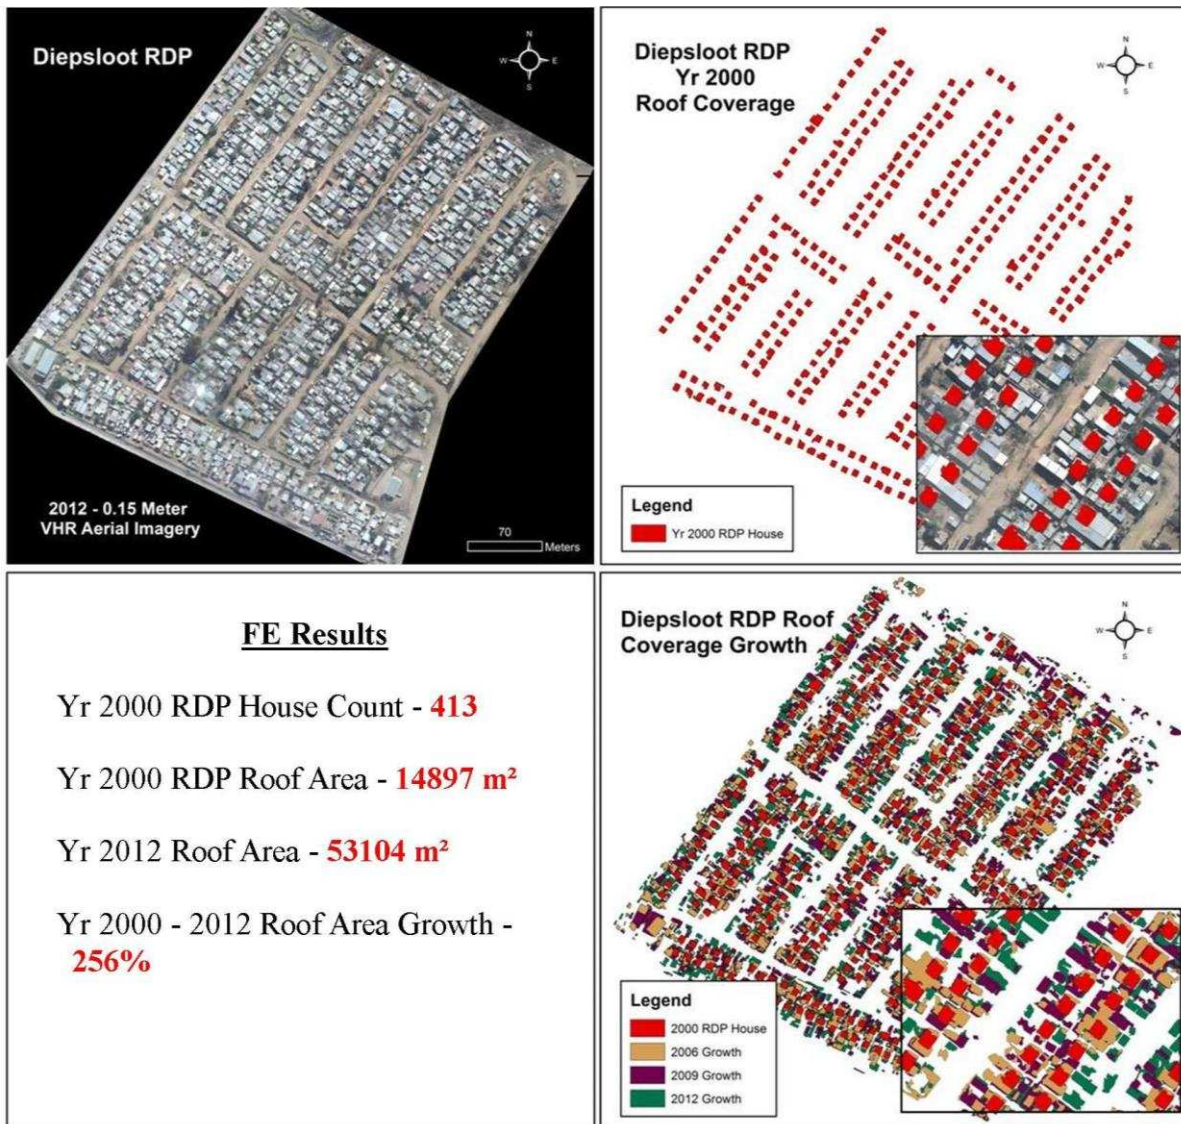 Diepsloot RDP
N
W
E
S
2012 - 0.15 Meter
VHR Aerial Imagery
70
Meters
Diepsloot RDP
Yr 2000
Roof Coverage
N
W
E
S
Legend
Yr 2000 RDP House
FE Results
Yr 2000 RDP House Count - 413
Yr 2000 RDP Roof Area - 14897 m²
Yr 2012 Roof Area - 53104 m²
Yr 2000 - 2012 Roof Area Growth -
256%
Diepsloot RDP Roof
Coverage Growth
N
W
E
S
Legend
2000 RDP House
2006 Growth
2009 Growth
2012 Growth